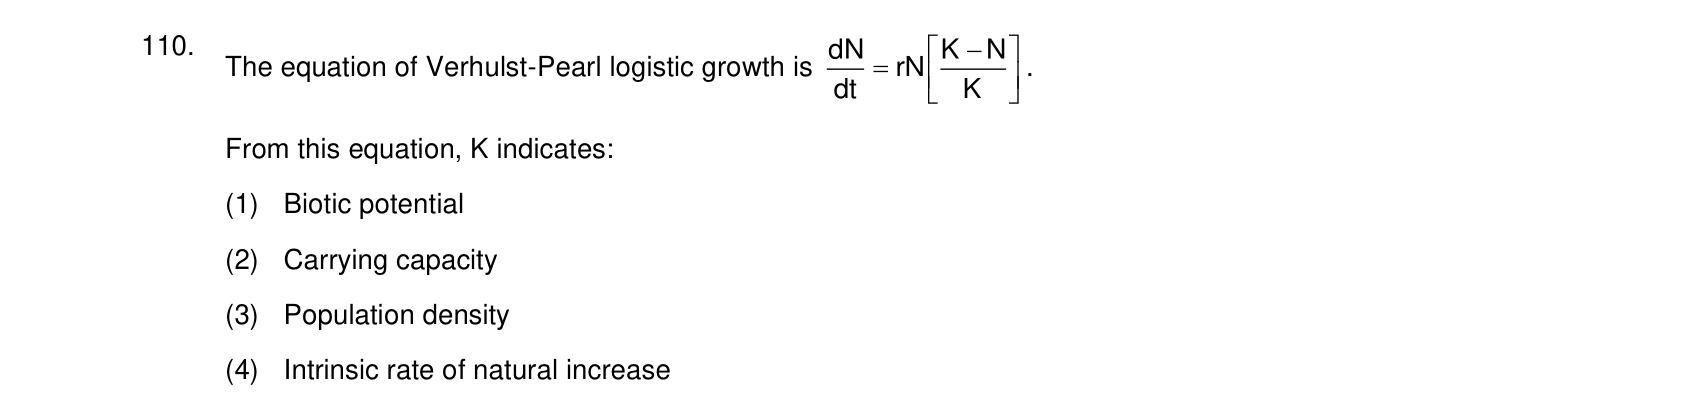 110.
The equation of Verhulst-Pearl logistic growth is dN/dt = rN[(K − N)/K].
From this equation, K indicates:
(1) Biotic potential
(2) Carrying capacity
(3) Population density
(4) Intrinsic rate of natural increase